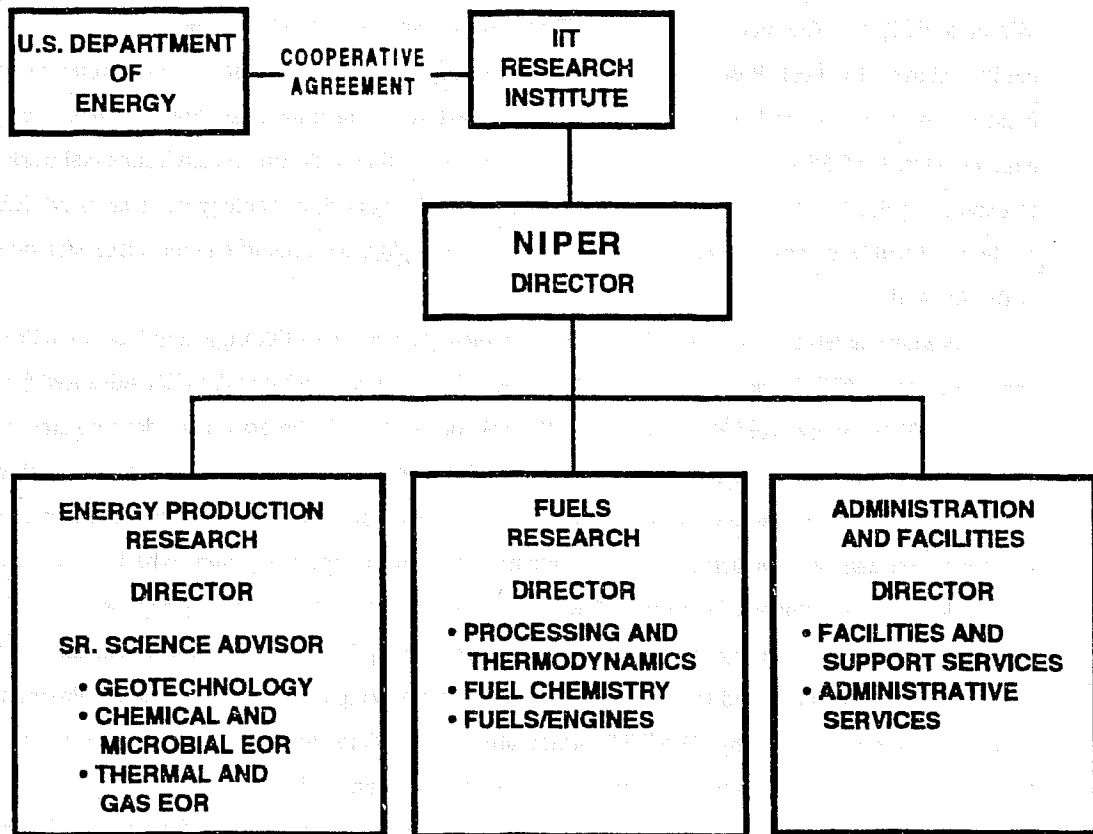 U.S. DEPARTMENT
OF
ENERGY
COOPERATIVE
AGREEMENT
IIT
RESEARCH
INSTITUTE
NIPER
DIRECTOR
ENERGY PRODUCTION
RESEARCH
DIRECTOR
SR. SCIENCE ADVISOR
• GEOTECHNOLOGY
• CHEMICAL AND
MICROBIAL EOR
• THERMAL AND
GAS EOR
FUELS
RESEARCH
DIRECTOR
• PROCESSING AND
THERMODYNAMICS
• FUEL CHEMISTRY
• FUELS/ENGINES
ADMINISTRATION
AND FACILITIES
DIRECTOR
• FACILITIES AND
SUPPORT SERVICES
• ADMINISTRATIVE
SERVICES